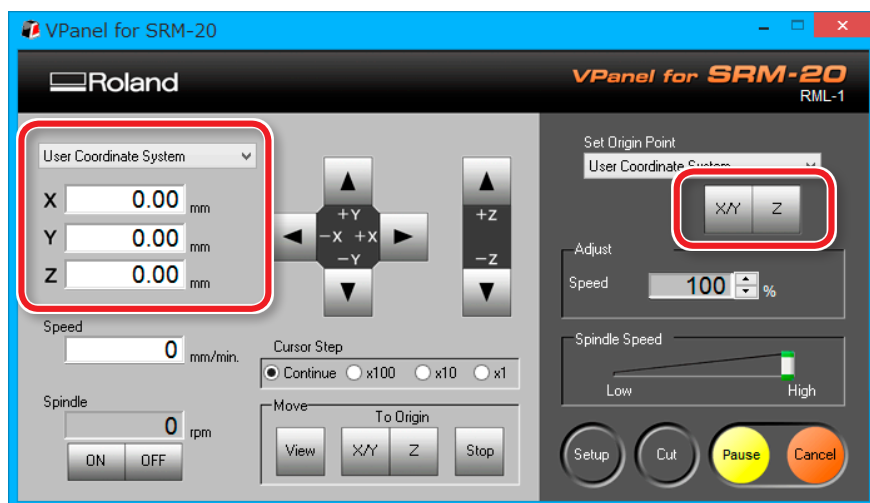 VPanel for SRM-20
Roland
VPanel for SRM-20
RML-1
User Coordinate System
X 0.00 mm
Y 0.00 mm
Z 0.00 mm
+Y
-X +X
-Y
+Z
-Z
Speed
0 mm/min.
Spindle
0 rpm
ON OFF
Cursor Step
Continue x100 x10 x1
Move
To Origin
View X/Y Z Stop
Set Origin Point
User Coordinate System
X/Y Z
Adjust
Speed 100 %
Spindle Speed
Low High
Setup Cut Pause Cancel